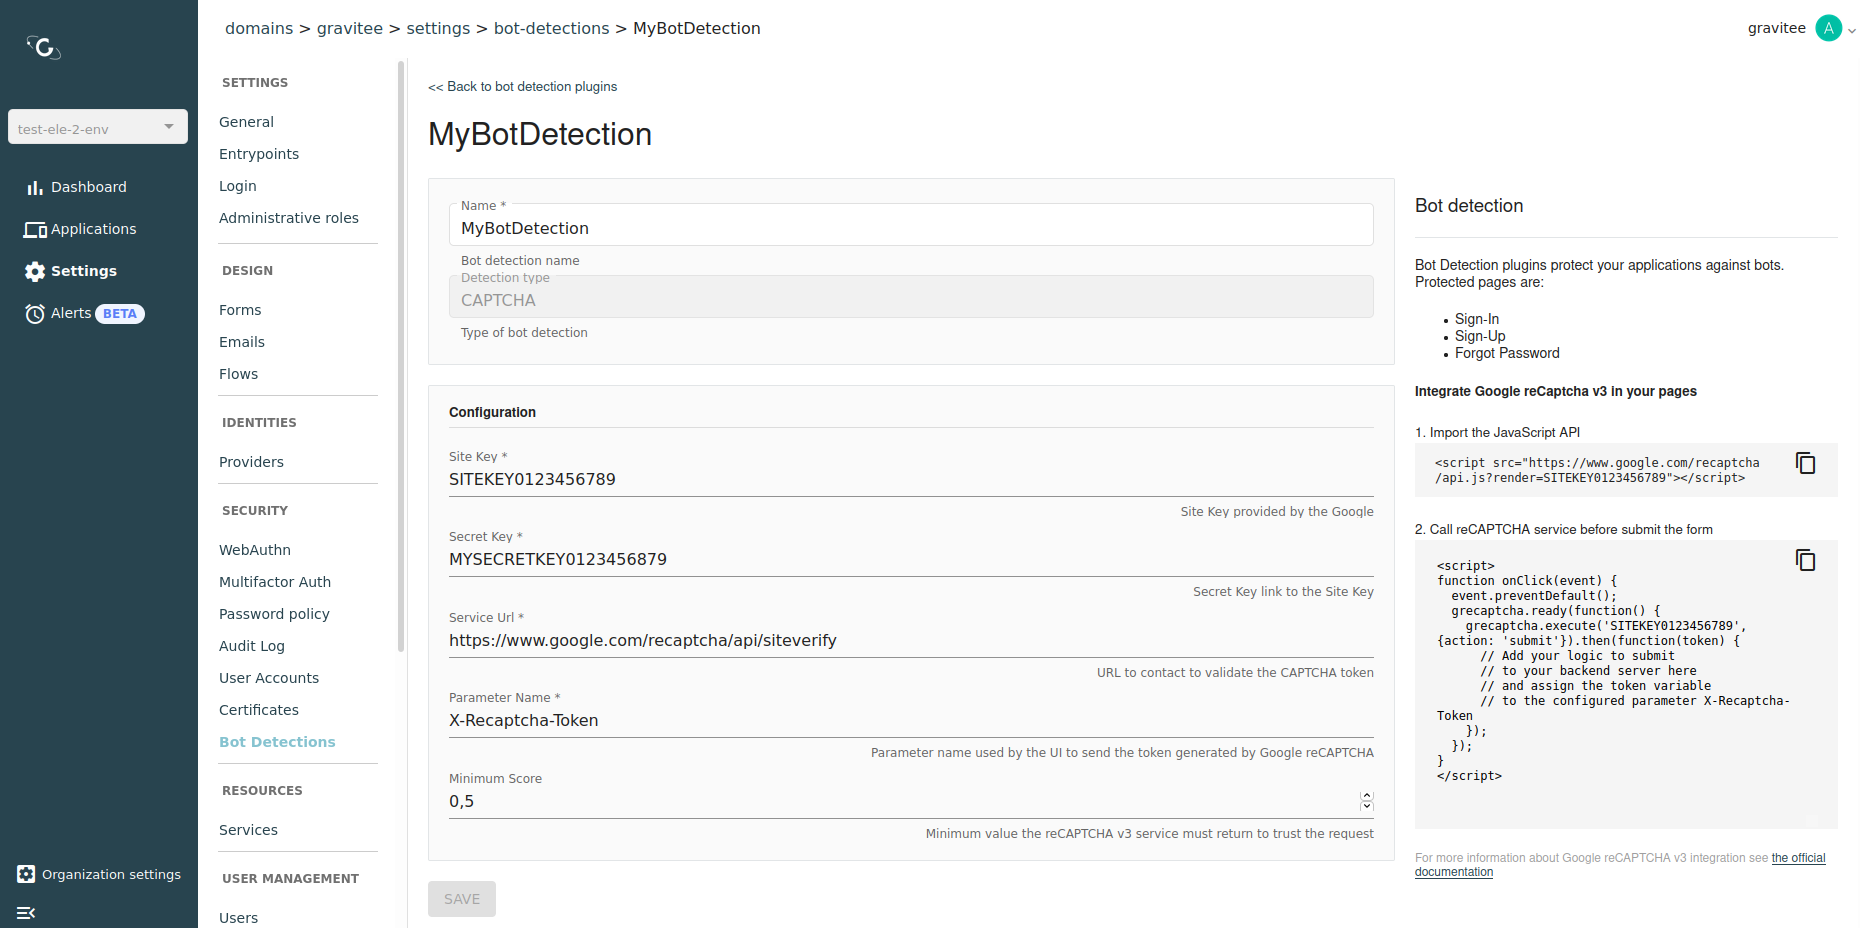 domains > gravitee > settings > bot-detections > MyBotDetection
gravitee
A
test-ele-2-env
Dashboard
Applications
Settings
Alerts BETA
Organization settings
SETTINGS
General
Entrypoints
Login
Administrative roles
DESIGN
Forms
Emails
Flows
IDENTITIES
Providers
SECURITY
WebAuthn
Multifactor Auth
Password policy
Audit Log
User Accounts
Certificates
Bot Detections
RESOURCES
Services
USER MANAGEMENT
Users
<< Back to bot detection plugins
MyBotDetection
Name *
MyBotDetection
Bot detection name
Detection type
CAPTCHA
Type of bot detection
Configuration
Site Key *
SITEKEY0123456789
Site Key provided by the Google
Secret Key *
MYSECRETKEY0123456879
Secret Key link to the Site Key
Service Url *
https://www.google.com/recaptcha/api/siteverify
URL to contact to validate the CAPTCHA token
Parameter Name *
X-Recaptcha-Token
Parameter name used by the UI to send the token generated by Google reCAPTCHA
Minimum Score
0,5
Minimum value the reCAPTCHA v3 service must return to trust the request
SAVE
Bot detection
Bot Detection plugins protect your applications against bots.
Protected pages are:
• Sign-In
• Sign-Up
• Forgot Password
Integrate Google reCaptcha v3 in your pages
1. Import the JavaScript API
<script src="https://www.google.com/recaptcha
/api.js?render=SITEKEY0123456789"></script>
2. Call reCAPTCHA service before submit the form
<script>
function onClick(event) {
event.preventDefault();
grecaptcha.ready(function() {
grecaptcha.execute('SITEKEY0123456789',
{action: 'submit'}).then(function(token) {
// Add your logic to submit
// to your backend server here
// and assign the token variable
// to the configured parameter X-Recaptcha-
Token
});
});
}
</script>
For more information about Google reCAPTCHA v3 integration see the official
documentation